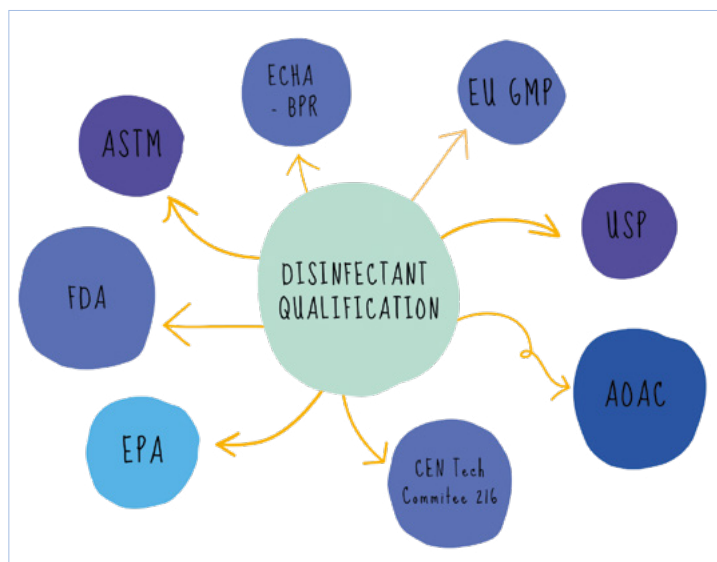 ECHA
- BPR
EU GMP
ASTM
USP
DISINFECTANT
QUALIFICATION
FDA
AOAC
EPA
CEN Tech
Commitee 216